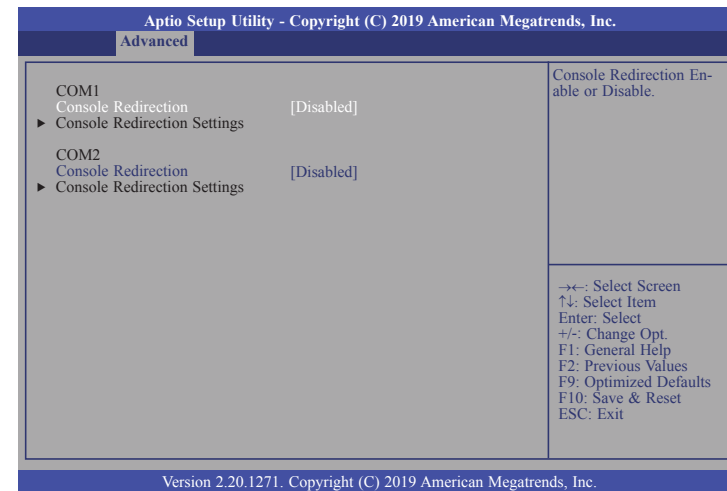 Aptio Setup Utility - Copyright (C) 2019 American Megatrends, Inc.
Advanced
COM1
Console Redirection [Disabled]
► Console Redirection Settings
COM2
Console Redirection [Disabled]
► Console Redirection Settings
Console Redirection En-
able or Disable.
→←: Select Screen
↑↓: Select Item
Enter: Select
+/-: Change Opt.
F1: General Help
F2: Previous Values
F9: Optimized Defaults
F10: Save & Reset
ESC: Exit
Version 2.20.1271. Copyright (C) 2019 American Megatrends, Inc.